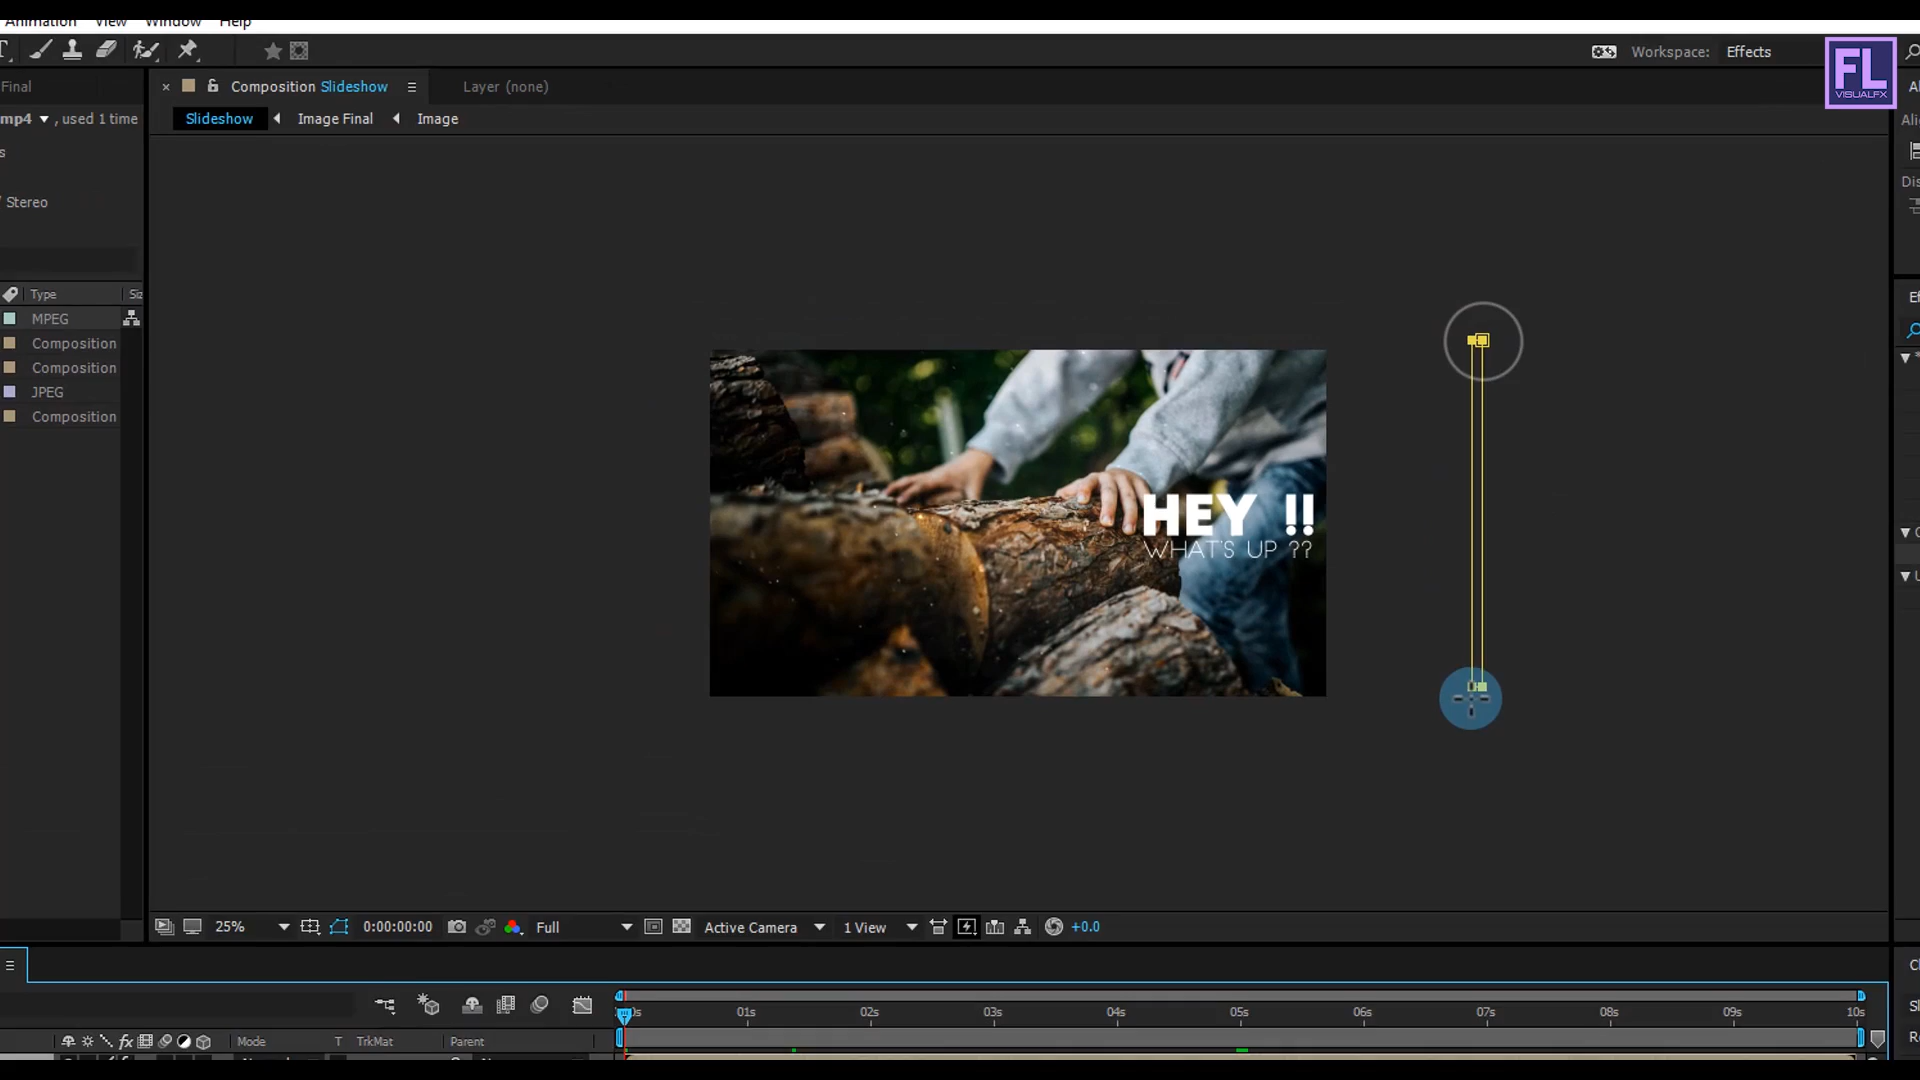 Animation View Window Help
Workspace: Effects
FL
VISUALFX
Final
Composition Slideshow
Layer (none)
mp4 , used 1 time
Slideshow Image Final Image
Stereo
Type
MPEG
Composition
Composition
JPEG
Composition
HEY !!
WHAT'S UP ??
25% 0:00:00:00 Full Active Camera 1 View +0.0
01s 02s 03s 04s 05s 06s 07s 08s 09s 10s
Mode T TrkMat Parent